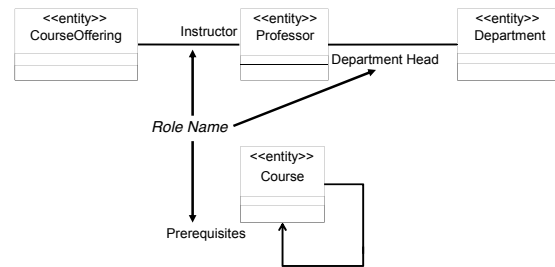 <<entity>>
CourseOffering
Instructor
<<entity>>
Professor
<<entity>>
Department
Department Head
Role Name
<<entity>>
Course
Prerequisites